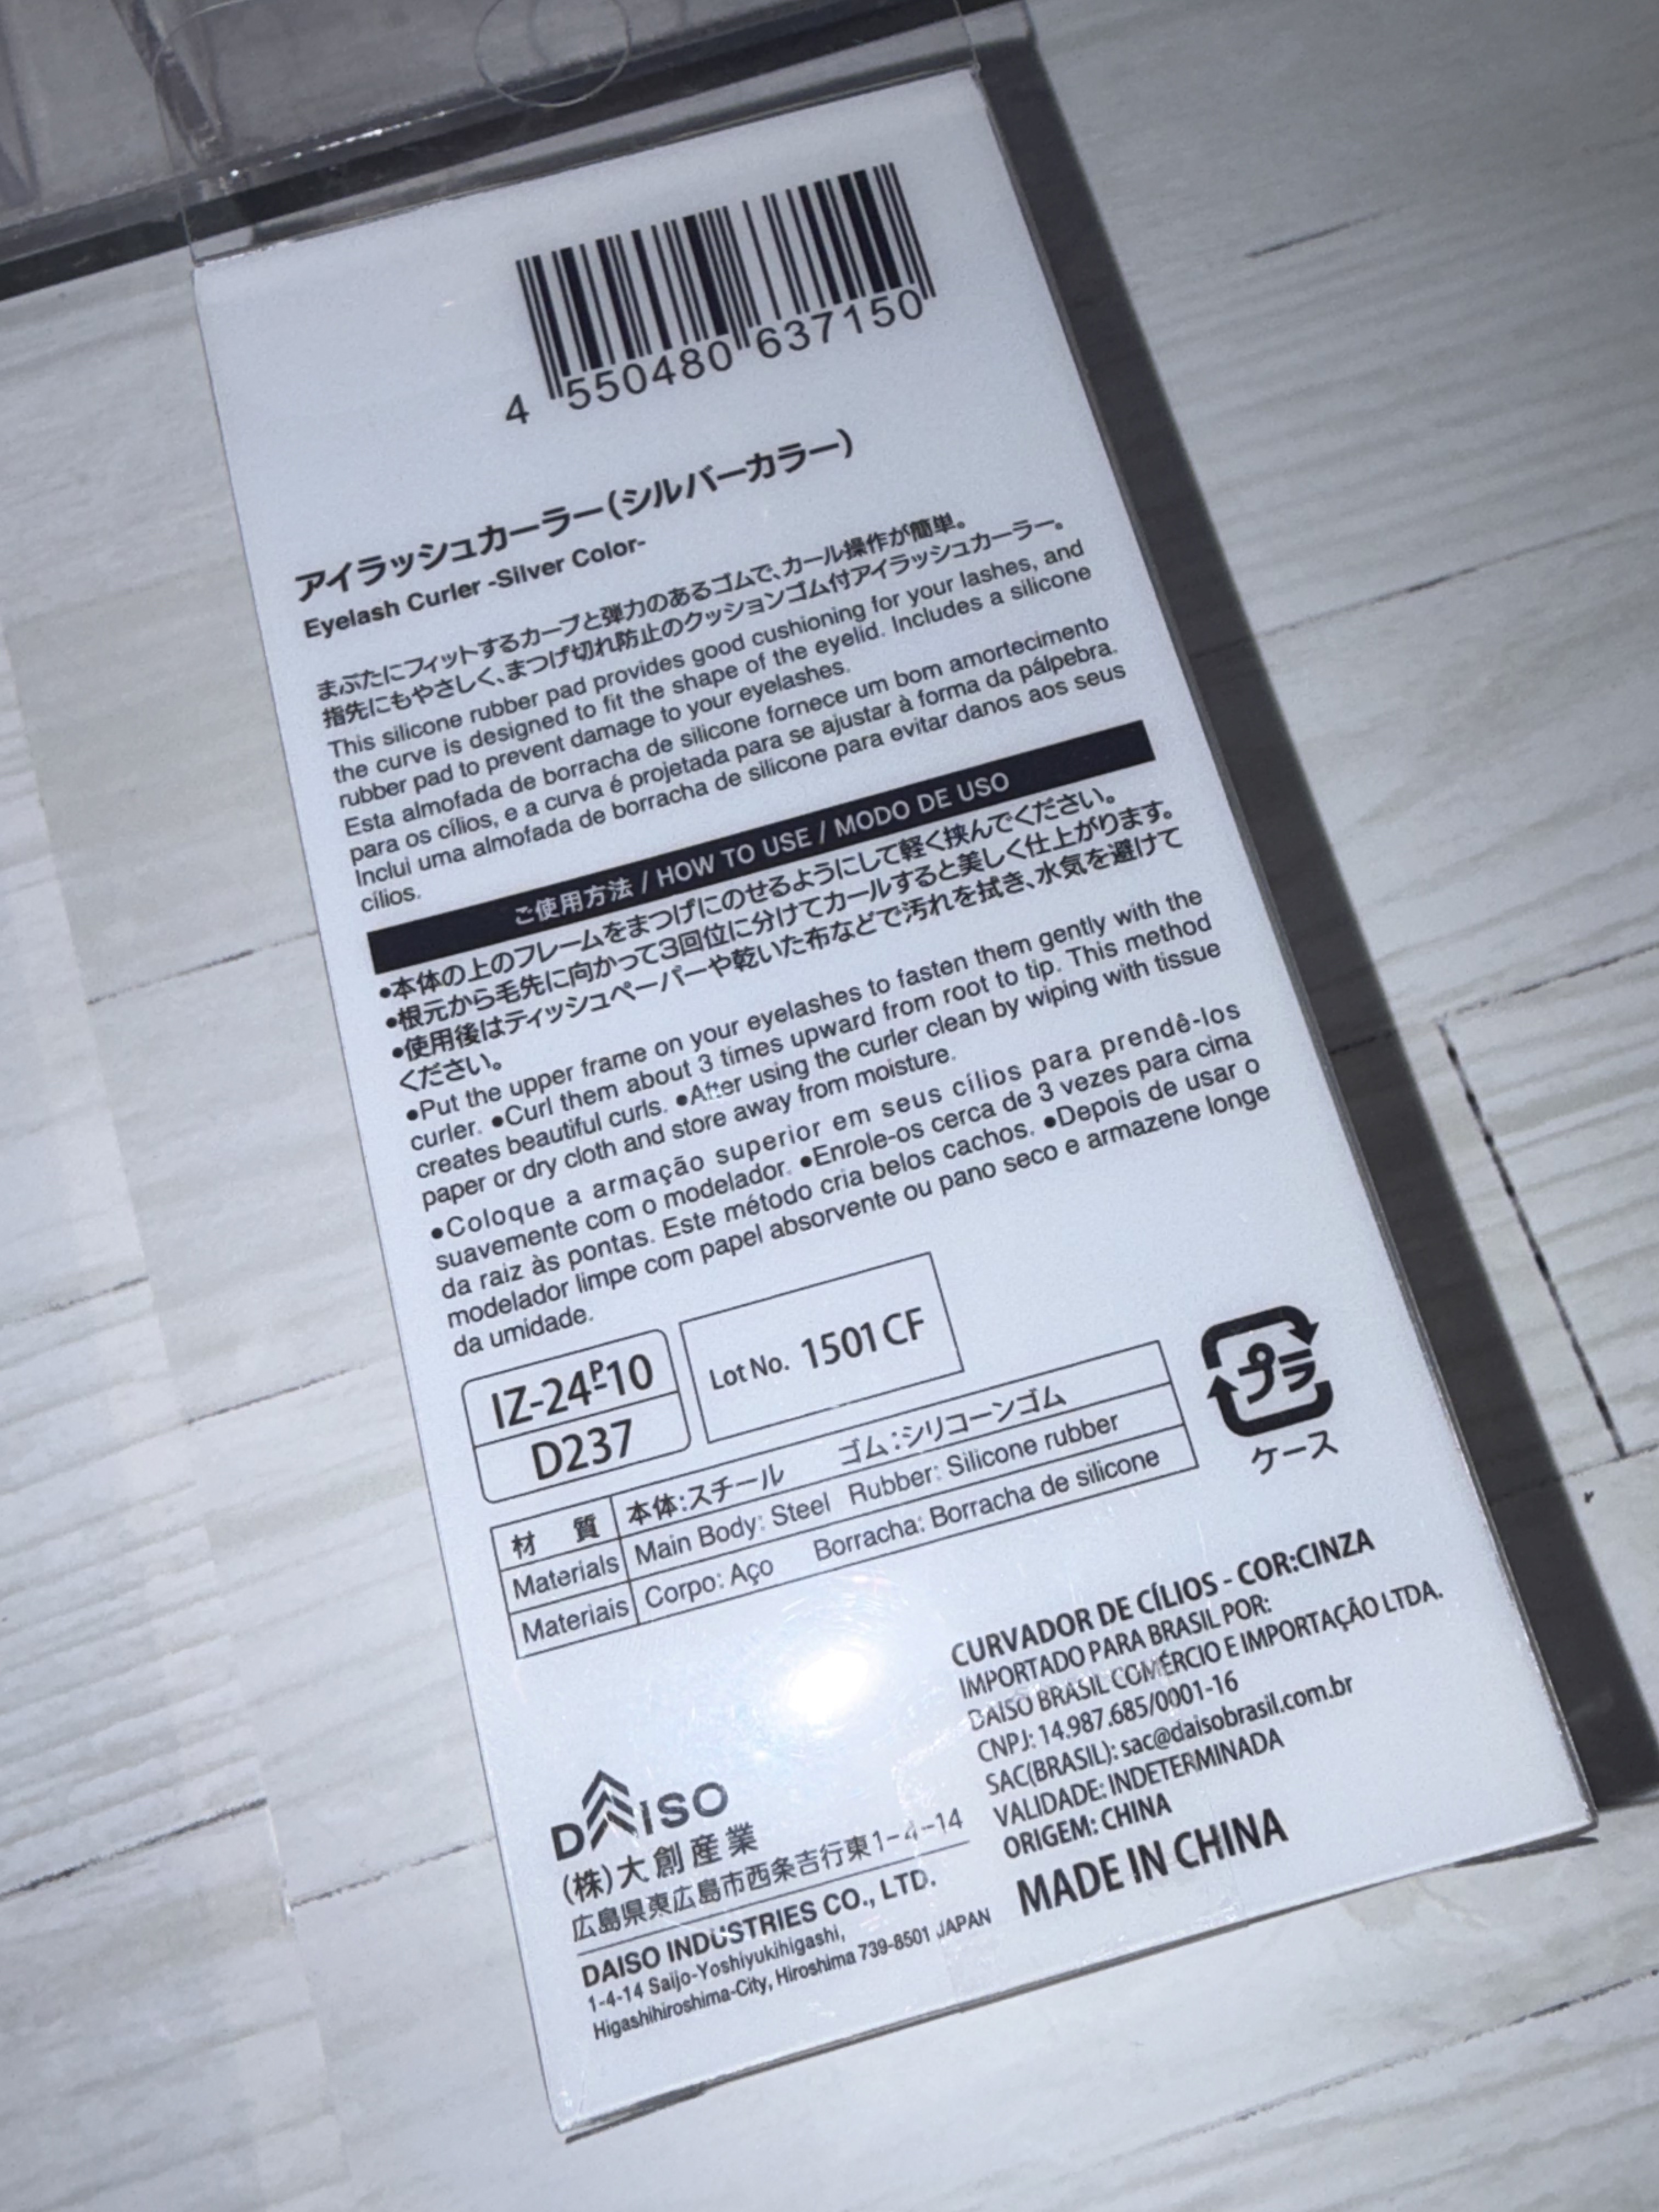 4 550480 637150
アイラッシュカーラー(シルバーカラー)
Eyelash Curler -Silver Color-
まぶたにフィットするカーブと弾力のあるゴムで、カール操作が簡単。
指先にもやさしく、まつげ切れ防止のクッションゴム付アイラッシュカーラー。
This silicone rubber pad provides good cushioning for your lashes, and
the curve is designed to fit the shape of the eyelid. Includes a silicone
rubber pad to prevent damage to your eyelashes.
Esta almofada de borracha de silicone fornece um bom amortecimento
para os cílios, e a curva é projetada para se ajustar à forma da pálpebra.
Inclui uma almofada de borracha de silicone para evitar danos aos seus
cílios.
ご使用方法 / HOW TO USE / MODO DE USO
●本体の上のフレームをまつげにのせるようにして軽く挟んでください。
●根元から毛先に向かって3回位に分けてカールすると美しく仕上がります。
●使用後はティッシュペーパーや乾いた布などで汚れを拭き、水気を避けて
ください。
●Put the upper frame on your eyelashes to fasten them gently with the
curler. ●Curl them about 3 times upward from root to tip. This method
creates beautiful curls. ●After using the curler clean by wiping with tissue
paper or dry cloth and store away from moisture.
●Coloque a armação superior em seus cílios para prendê-los
suavemente com o modelador. ●Enrole-os cerca de 3 vezes para cima
da raiz às pontas. Este método cria belos cachos. ●Depois de usar o
modelador limpe com papel absorvente ou pano seco e armazene longe
da umidade.
IZ-24-P-10
D237
Lot No. 1501CF
材 質 本体:スチール ゴム:シリコーンゴム
Materials Main Body: Steel Rubber: Silicone rubber
Materiais Corpo: Aço Borracha: Borracha de silicone
プラ
ケース
CURVADOR DE CÍLIOS - COR:CINZA
IMPORTADO PARA BRASIL POR:
DAISO BRASIL COMÉRCIO E IMPORTAÇÃO LTDA.
CNPJ: 14.987.685/0001-16
SAC(BRASIL): sac@daisobrasil.com.br
VALIDADE: INDETERMINADA
ORIGEM: CHINA
MADE IN CHINA
DAISO
(株)大創産業
広島県東広島市西条吉行東1-4-14
DAISO INDUSTRIES CO., LTD.
1-4-14 Saijo-Yoshiyukihigashi,
Higashihiroshima-City, Hiroshima 739-8501 JAPAN